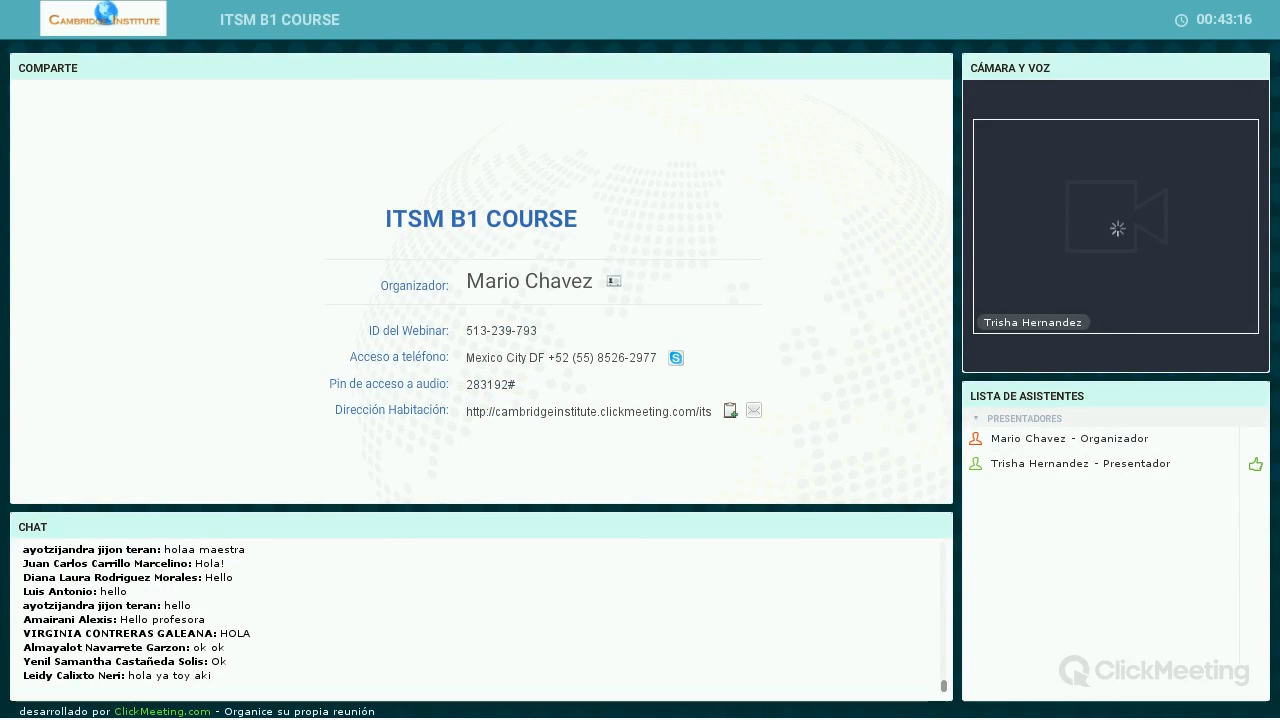 CAMBRIDGE INSTITUTE
ITSM B1 COURSE
00:43:16
COMPARTE
ITSM B1 COURSE
Organizador: Mario Chavez
ID del Webinar: 513-239-793
Acceso a teléfono: Mexico City DF +52 (55) 8526-2977
Pin de acceso a audio: 283192#
Dirección Habitación: http://cambridgeinstitute.clickmeeting.com/its
CÁMARA Y VOZ
Trisha Hernandez
LISTA DE ASISTENTES
PRESENTADORES
Mario Chavez - Organizador
Trisha Hernandez - Presentador
ClickMeeting
CHAT
ayotzijandra jijon teran: holaa maestra
Juan Carlos Carrillo Marcelino: Hola!
Diana Laura Rodriguez Morales: Hello
Luis Antonio: hello
ayotzijandra jijon teran: hello
Amairani Alexis: Hello profesora
VIRGINIA CONTRERAS GALEANA: HOLA
Almayalot Navarrete Garzon: ok ok
Yenil Samantha Castañeda Solis: Ok
Leidy Calixto Neri: hola ya toy aki
desarrollado por ClickMeeting.com - Organice su propia reunión